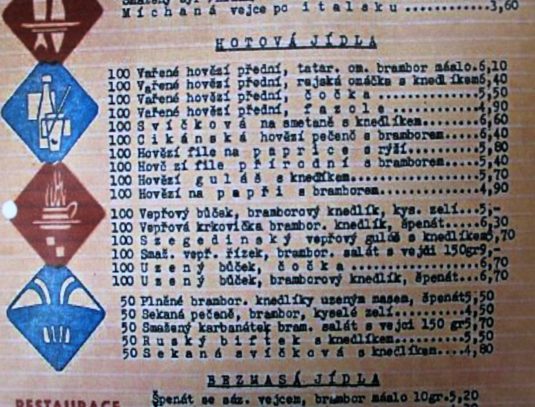 Míchaná vejce po italsku.........3,60
HOTOVÁ JÍDLA
100 Vařené hovězí přední, tatar. om. brambor máslo.6,10
100 Vařené hovězí přední, rajská omáčka s knedlíkem6,40
100 Vařené hovězí přední, čočka.........5,50
100 Vařené hovězí přední, fazole.........4,90
100 Svíčková na smetaně s knedlíkem.........6,60
100 Cikánská hovězí pečeně s bramborem.......6,40
100 Hovězí filé na paprice s rýží.........5,80
100 Hově zí file přírodní s bramborem.......5,40
100 Hovězí guláš s knedlíkem.........5,70
100 Hovězí na papři s bramborem.........4,90
100 Vepřový bůček, bramborový knedlík, kys. zelí...5,-
100 Vepřová krkovička brambor. knedlík, špenát..6,30
100 Szegedinský vepřový guláš s knedlíkem5,70
100 Smaž. vepř. řízek, brambor. salát s vejci 150gr9,-
100 Uzený bůček, čočka.........6,70
100 Uzený bůček, bramborový knedlík.........6,70
50 Plněné brambor. knedlíky uzeným masem, špenát5,50
50 Sekaná pečeně, brambor, kyselé zelí.......4,50
50 Smažený karbanátek bram. salát s vejci 150 gr5,70
50 Ruský biftek s knedlíkem.........5,50
50 Sekaná svíčková s knedlíkem....4,80
BEZMASÁ JÍDLA
Špenát se sáz. vejcem, brambor máslo 10gr.5,20
RESTAURACE